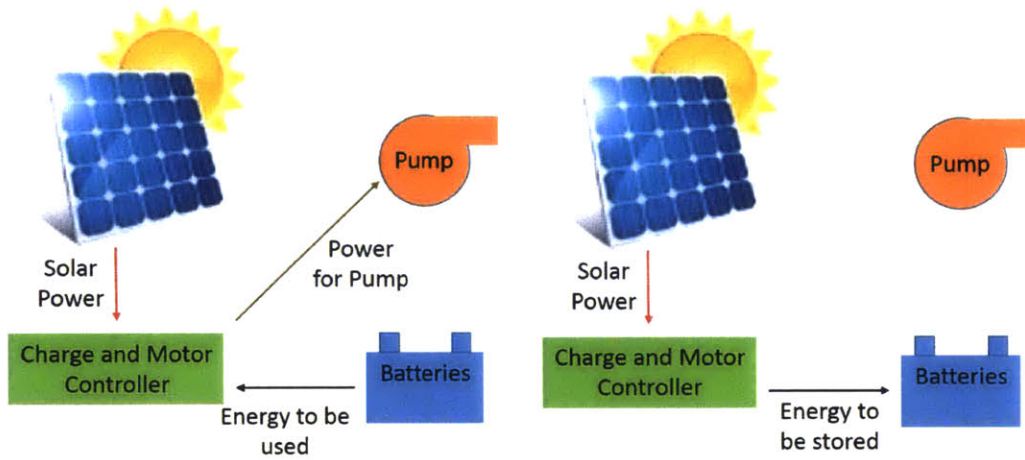 Pump
Solar
Power
Power
for Pump
Charge and Motor
Controller
Batteries
Energy to be
used
Pump
Solar
Power
Charge and Motor
Controller
Batteries
Energy to
be stored